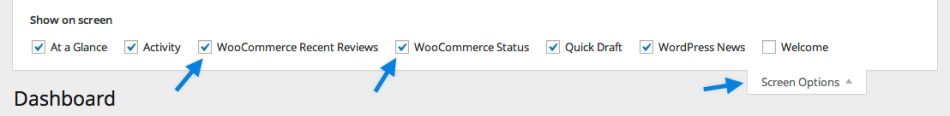 Show on screen
At a Glance Activity WooCommerce Recent Reviews WooCommerce Status Quick Draft WordPress News Welcome
Screen Options
Dashboard